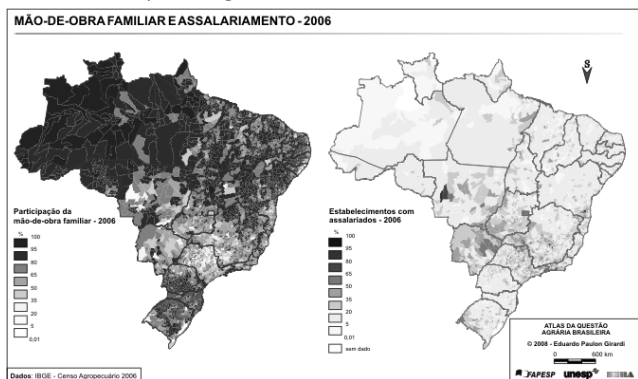 MÃO-DE-OBRA FAMILIAR E ASSALARIAMENTO - 2006
Participação da
mão-de-obra familiar - 2006
%
100
95
80
65
50
35
20
5
0,01
Estabelecimentos com
assalariados - 2006
%
100
95
80
65
50
35
20
5
0,01
sem dado
ATLAS DA QUESTÃO
AGRÁRIA BRASILEIRA
© 2008 - Eduardo Paulon Girardi
0 600 km
FAPESP unesp
Dados: IBGE - Censo Agropecuário 2006